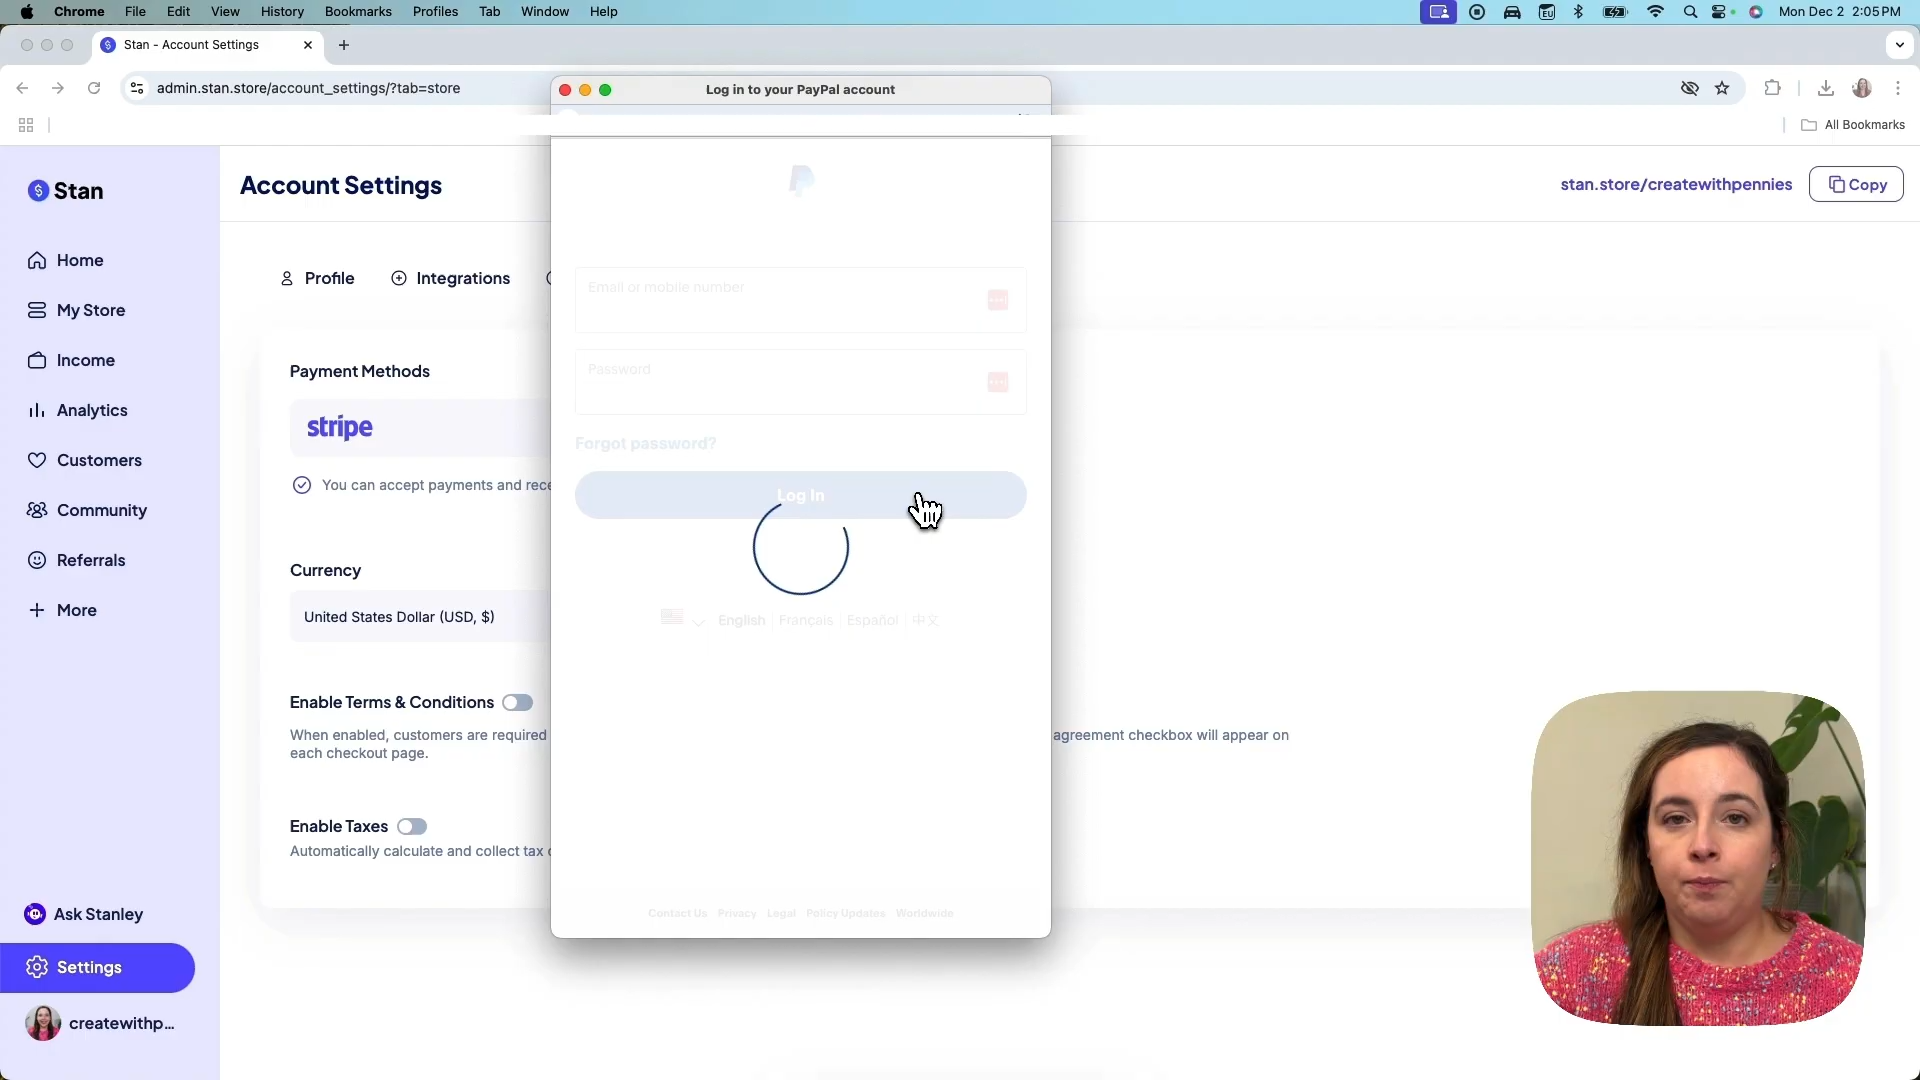 Chrome File Edit View History Bookmarks Profiles Tab Window Help
EU
Mon Dec 2 2:05 PM
Stan - Account Settings
admin.stan.store/account_settings/?tab=store
All Bookmarks
Log in to your PayPal account
Stan
Account Settings
stan.store/createwithpennies
Copy
Home
My Store
Income
Analytics
Customers
Community
Referrals
More
Ask Stanley
Settings
createwithp...
Profile
Integrations
Payment Methods
stripe
You can accept payments and rece
Currency
United States Dollar (USD, $)
Enable Terms & Conditions
When enabled, customers are required
agreement checkbox will appear on
each checkout page.
Enable Taxes
Automatically calculate and collect tax
Email or mobile number
Password
Forgot password?
Log In
English Français Español 中文
Contact Us Privacy Legal Policy Updates Worldwide